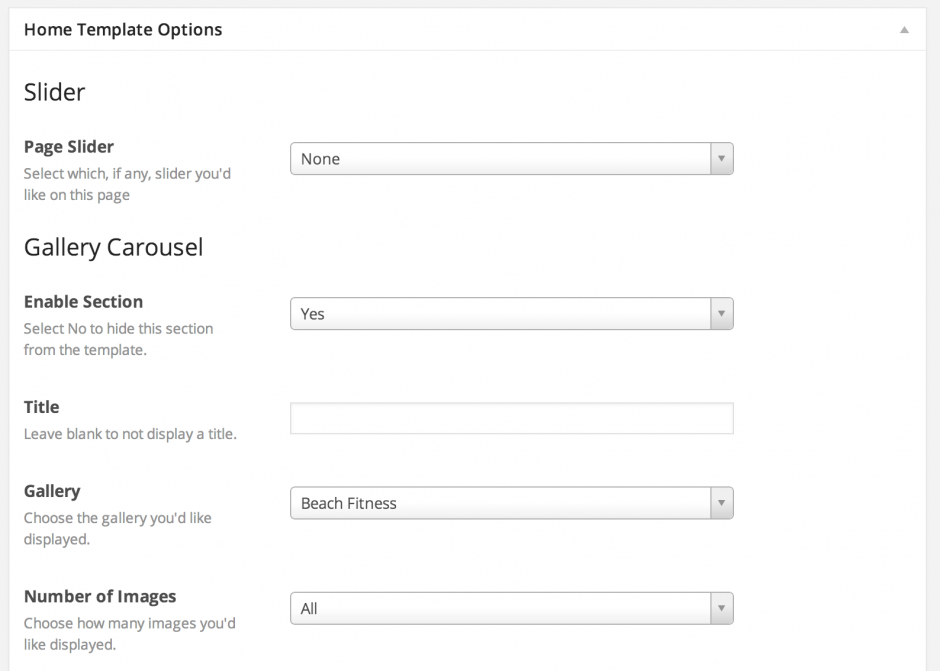 Home Template Options
Slider
Page Slider
None
Select which, if any, slider you'd
like on this page
Gallery Carousel
Enable Section
Yes
Select No to hide this section
from the template.
Title
Leave blank to not display a title.
Gallery
Beach Fitness
Choose the gallery you'd like
displayed.
Number of Images
All
Choose how many images you'd
like displayed.